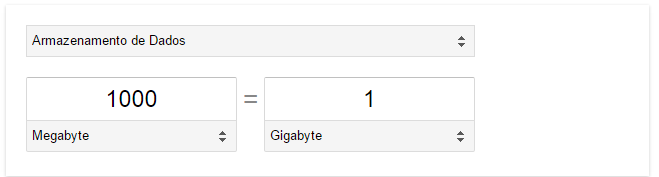 Armazenamento de Dados
1000 = 1
Megabyte Gigabyte